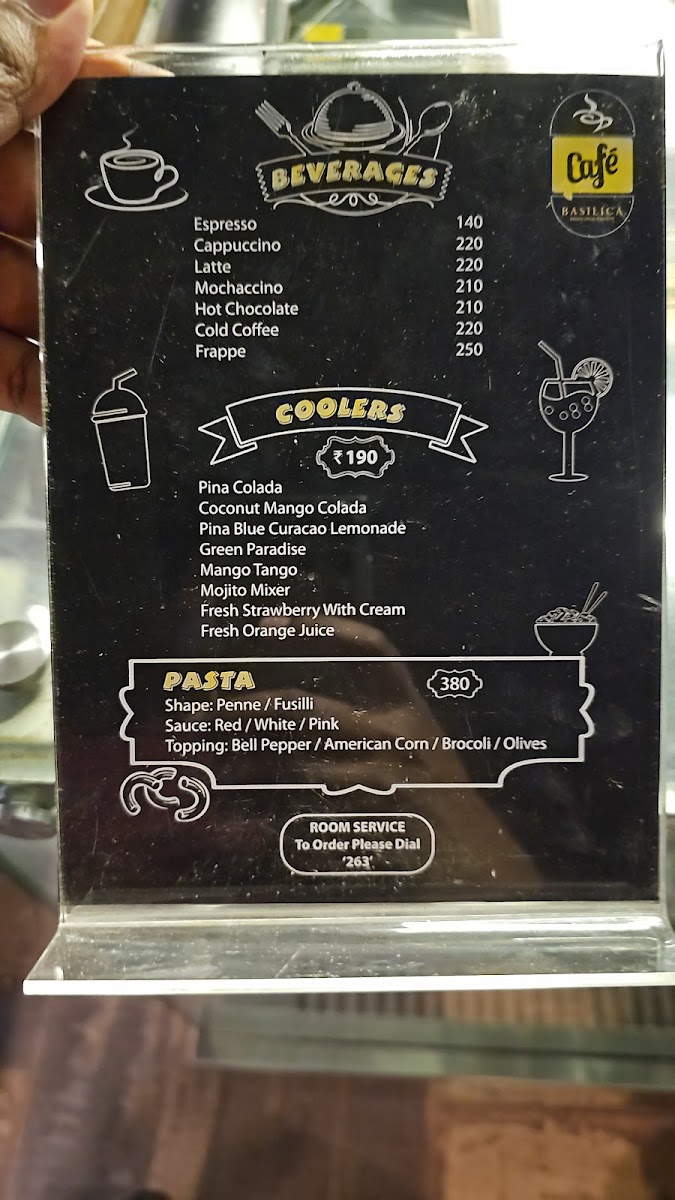 BEVERAGES
Café
BASILICA
Espresso 140
Cappuccino 220
Latte 220
Mochaccino 210
Hot Chocolate 210
Cold Coffee 220
Frappe 250
COOLERS
₹190
Pina Colada
Coconut Mango Colada
Pina Blue Curacao Lemonade
Green Paradise
Mango Tango
Mojito Mixer
Fresh Strawberry With Cream
Fresh Orange Juice
PASTA 380
Shape: Penne / Fusilli
Sauce: Red / White / Pink
Topping: Bell Pepper / American Corn / Brocoli / Olives
ROOM SERVICE
To Order Please Dial
'263'